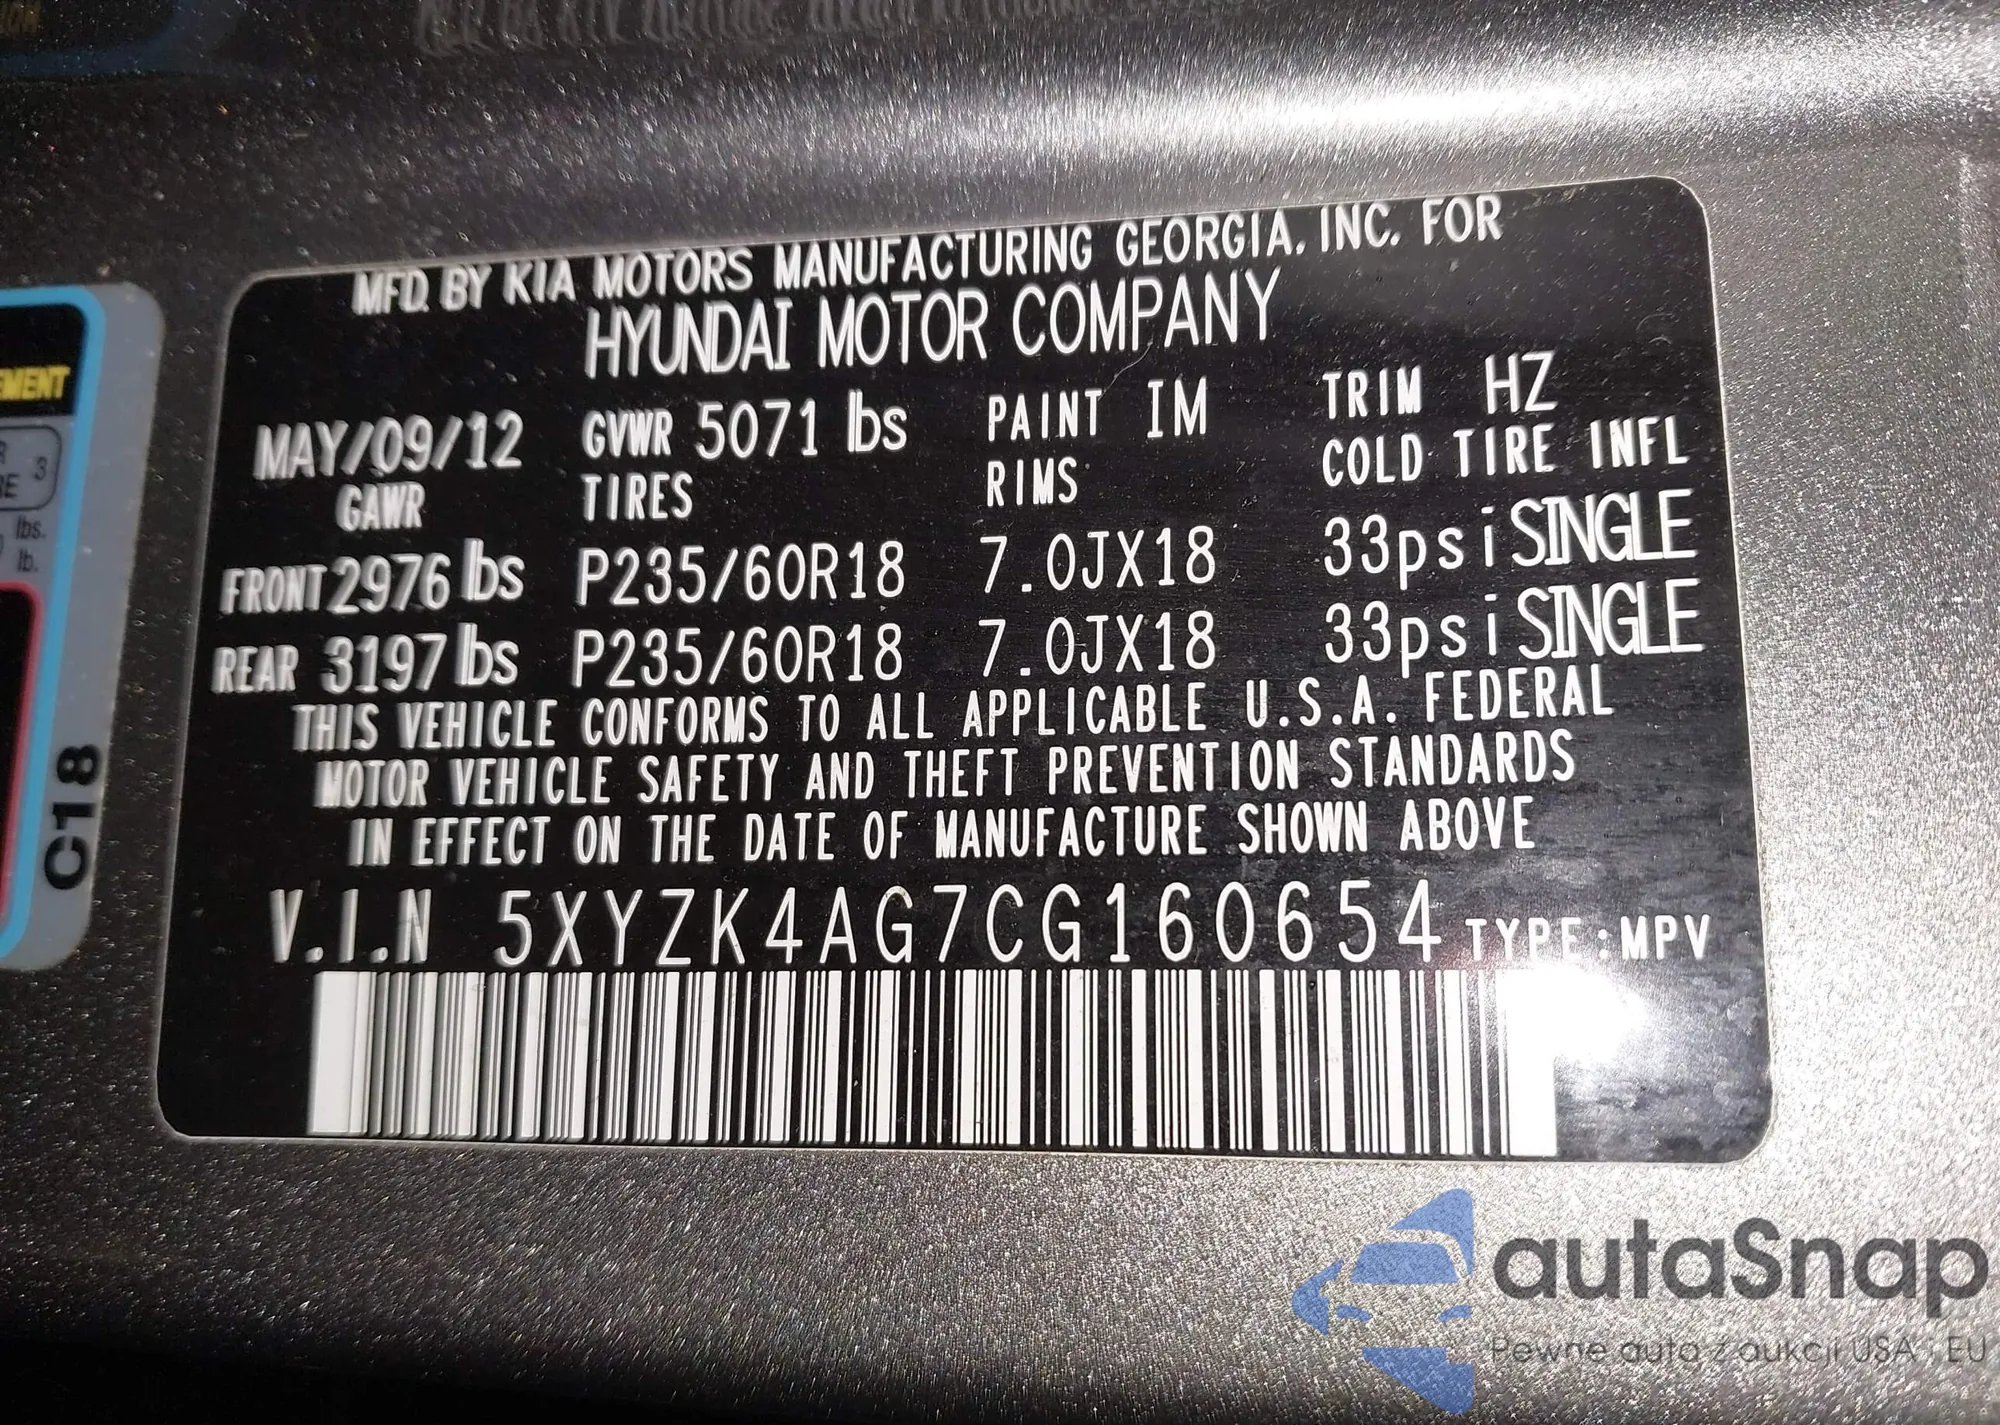 MFD. BY KIA MOTORS MANUFACTURING GEORGIA, INC. FOR
HYUNDAI MOTOR COMPANY
MAY/09/12 GVWR 5071 lbs PAINT IM TRIM HZ
GAWR TIRES RIMS COLD TIRE INFL
FRONT 2976 lbs P235/60R18 7.0JX18 33psi SINGLE
REAR 3197 lbs P235/60R18 7.0JX18 33psi SINGLE
THIS VEHICLE CONFORMS TO ALL APPLICABLE U.S.A. FEDERAL
MOTOR VEHICLE SAFETY AND THEFT PREVENTION STANDARDS
IN EFFECT ON THE DATE OF MANUFACTURE SHOWN ABOVE
V.I.N 5XYZK4AG7CG160654 TYPE:MPV
EMENT
3
lbs.
lb.
C18
autaSnap
Pewne auta z aukcji USA i EU